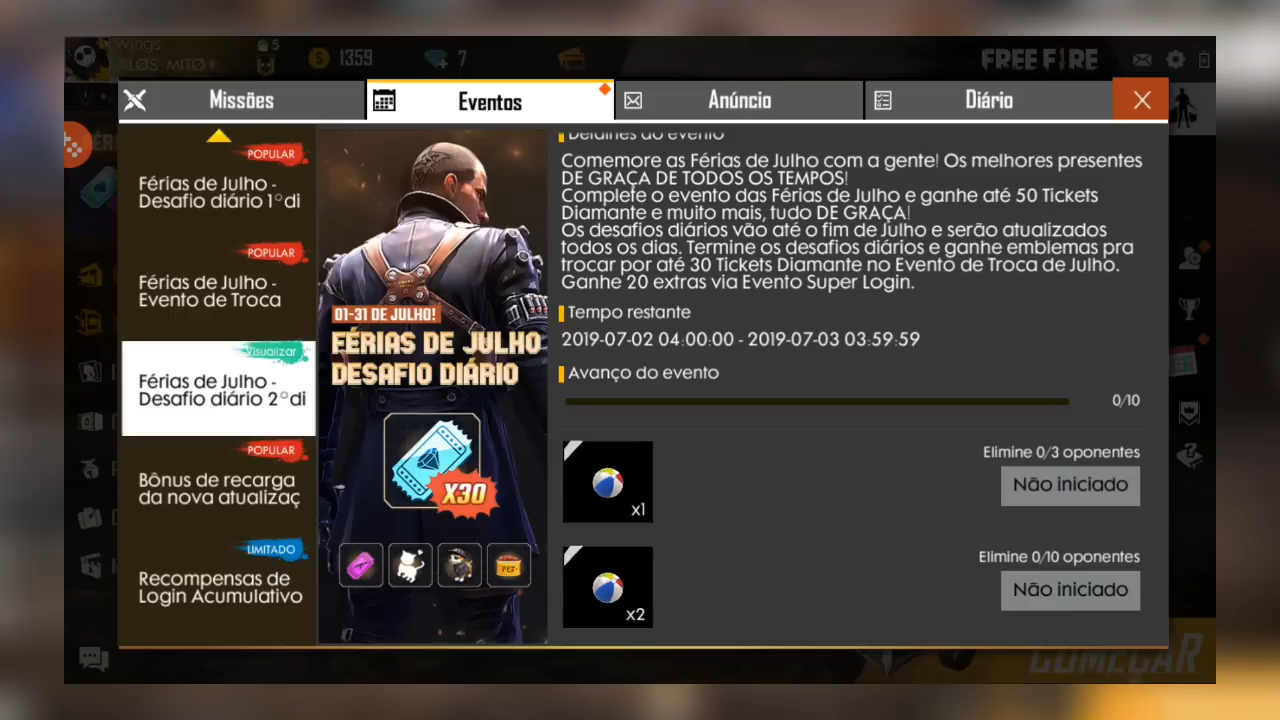 Wings
5
1359
7
FREE FIRE
Missões
Eventos
Anúncio
Diário
POPULAR
Férias de Julho -
Desafio diário 1°di
POPULAR
Férias de Julho -
Evento de Troca
Visualizar
Férias de Julho -
Desafio diário 2°di
POPULAR
Bônus de recarga
da nova atualizaç
LIMITADO
Recompensas de
Login Acumulativo
01-31 DE JULHO!
FÉRIAS DE JULHO
DESAFIO DIÁRIO
X30
PET
Detalhes do evento
Comemore as Férias de Julho com a gente! Os melhores presentes
DE GRAÇA DE TODOS OS TEMPOS!
Complete o evento das Férias de Julho e ganhe até 50 Tickets
Diamante e muito mais, tudo DE GRAÇA!
Os desafios diários vão até o fim de Julho e serão atualizados
todos os dias. Termine os desafios diários e ganhe emblemas pra
trocar por até 30 Tickets Diamante no Evento de Troca de Julho.
Ganhe 20 extras via Evento Super Login.
Tempo restante
2019-07-02 04:00:00 - 2019-07-03 03:59:59
Avanço do evento
0/10
x1
Elimine 0/3 oponentes
Não iniciado
x2
Elimine 0/10 oponentes
Não iniciado
COMEÇAR